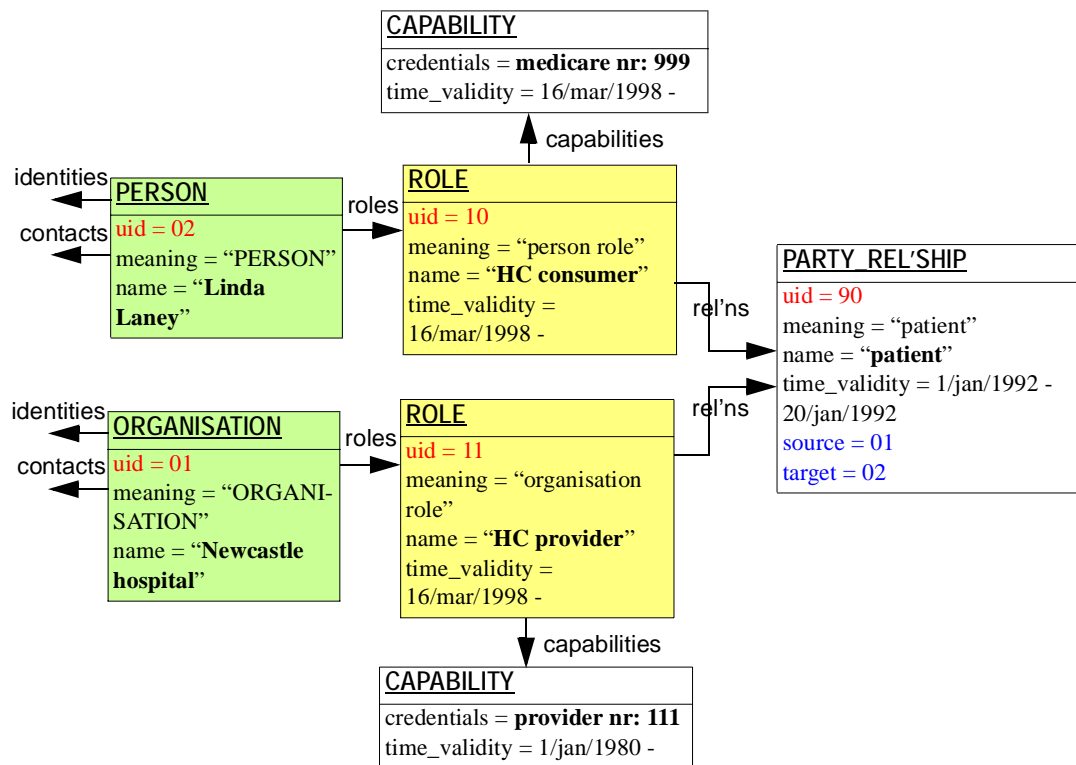 CAPABILITY
credentials = medicare nr: 999
time_validity = 16/mar/1998 -
capabilities
identities
contacts
PERSON
uid = 02
meaning = “PERSON”
name = “Linda
Laney”
roles
ROLE
uid = 10
meaning = “person role”
name = “HC consumer”
time_validity =
16/mar/1998 -
rel’ns
PARTY_REL’SHIP
uid = 90
meaning = “patient”
name = “patient”
time_validity = 1/jan/1992 -
20/jan/1992
source = 01
target = 02
identities
contacts
ORGANISATION
uid = 01
meaning = “ORGANI-
SATION”
name = “Newcastle
hospital”
roles
ROLE
uid = 11
meaning = “organisation
role”
name = “HC provider”
time_validity =
16/mar/1998 -
rel’ns
capabilities
CAPABILITY
credentials = provider nr: 111
time_validity = 1/jan/1980 -